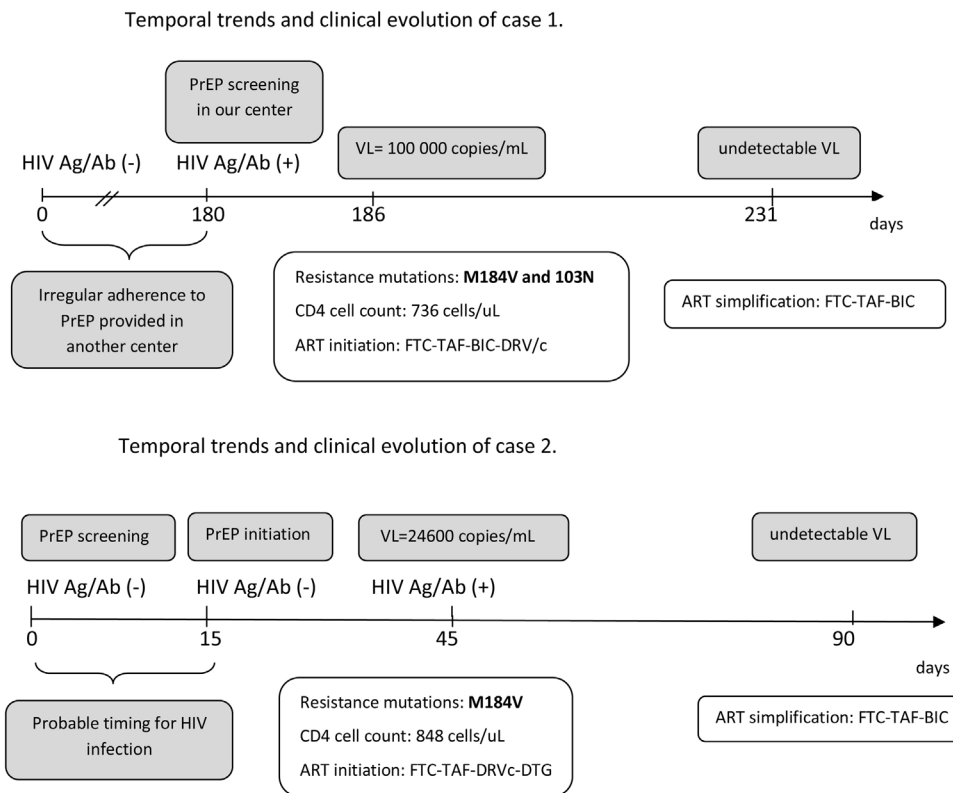 Temporal trends and clinical evolution of case 1.
PrEP screening
in our center
HIV Ag/Ab (-)
HIV Ag/Ab (+)
VL= 100 000 copies/mL
undetectable VL
0
180
186
231
days
Irregular adherence to
PrEP provided in
another center
Resistance mutations: M184V and 103N
CD4 cell count: 736 cells/uL
ART initiation: FTC-TAF-BIC-DRV/c
ART simplification: FTC-TAF-BIC
Temporal trends and clinical evolution of case 2.
PrEP screening
PrEP initiation
VL=24600 copies/mL
undetectable VL
HIV Ag/Ab (-)
HIV Ag/Ab (-)
HIV Ag/Ab (+)
0
15
45
90
days
Probable timing for HIV
infection
Resistance mutations: M184V
CD4 cell count: 848 cells/uL
ART initiation: FTC-TAF-DRVc-DTG
ART simplification: FTC-TAF-BIC